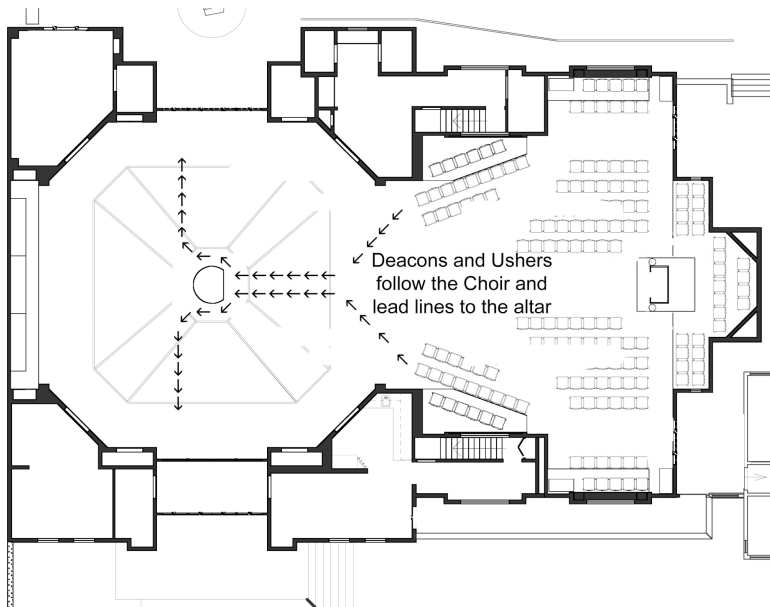 Deacons and Ushers
follow the Choir and
lead lines to the altar